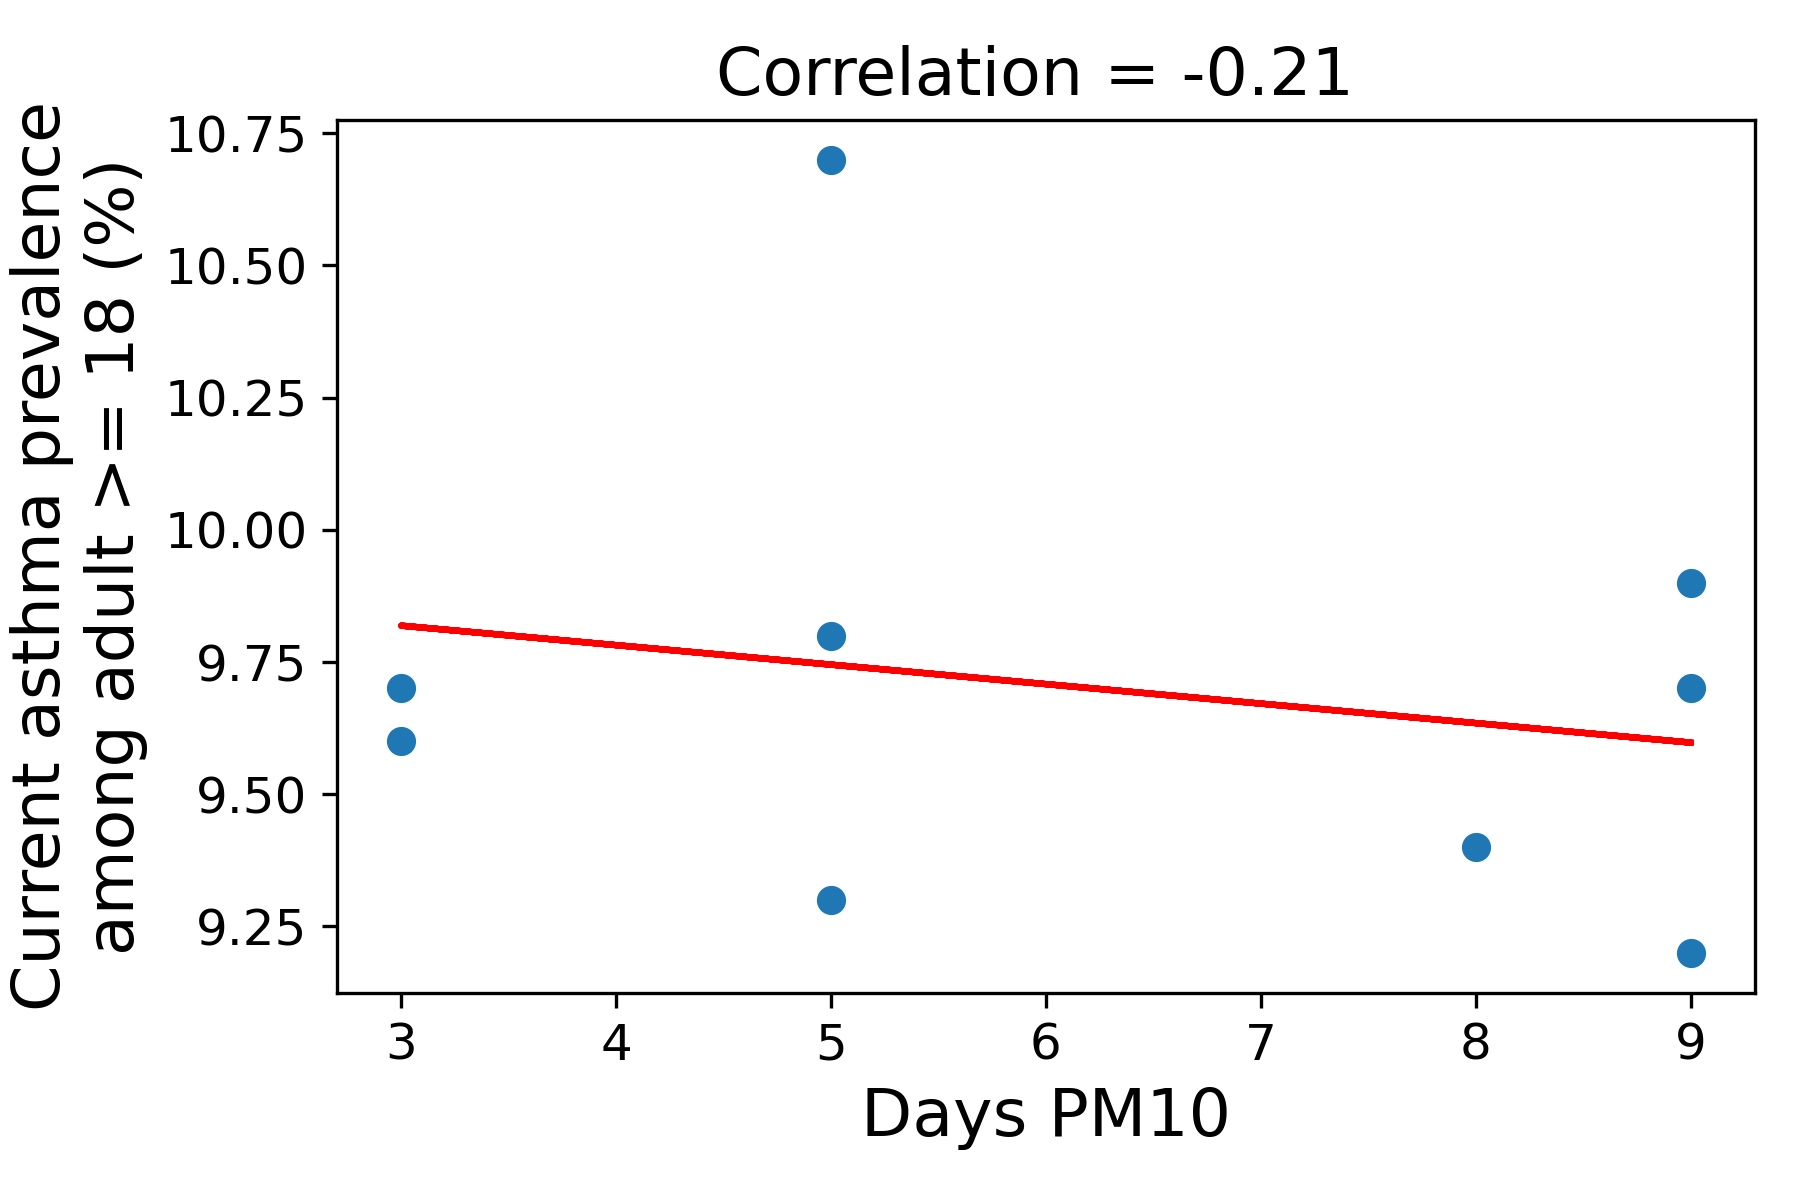 Correlation = -0.21
Current asthma prevalence
among adult >= 18 (%)
10.75
10.50
10.25
10.00
9.75
9.50
9.25
3 4 5 6 7 8 9
Days PM10